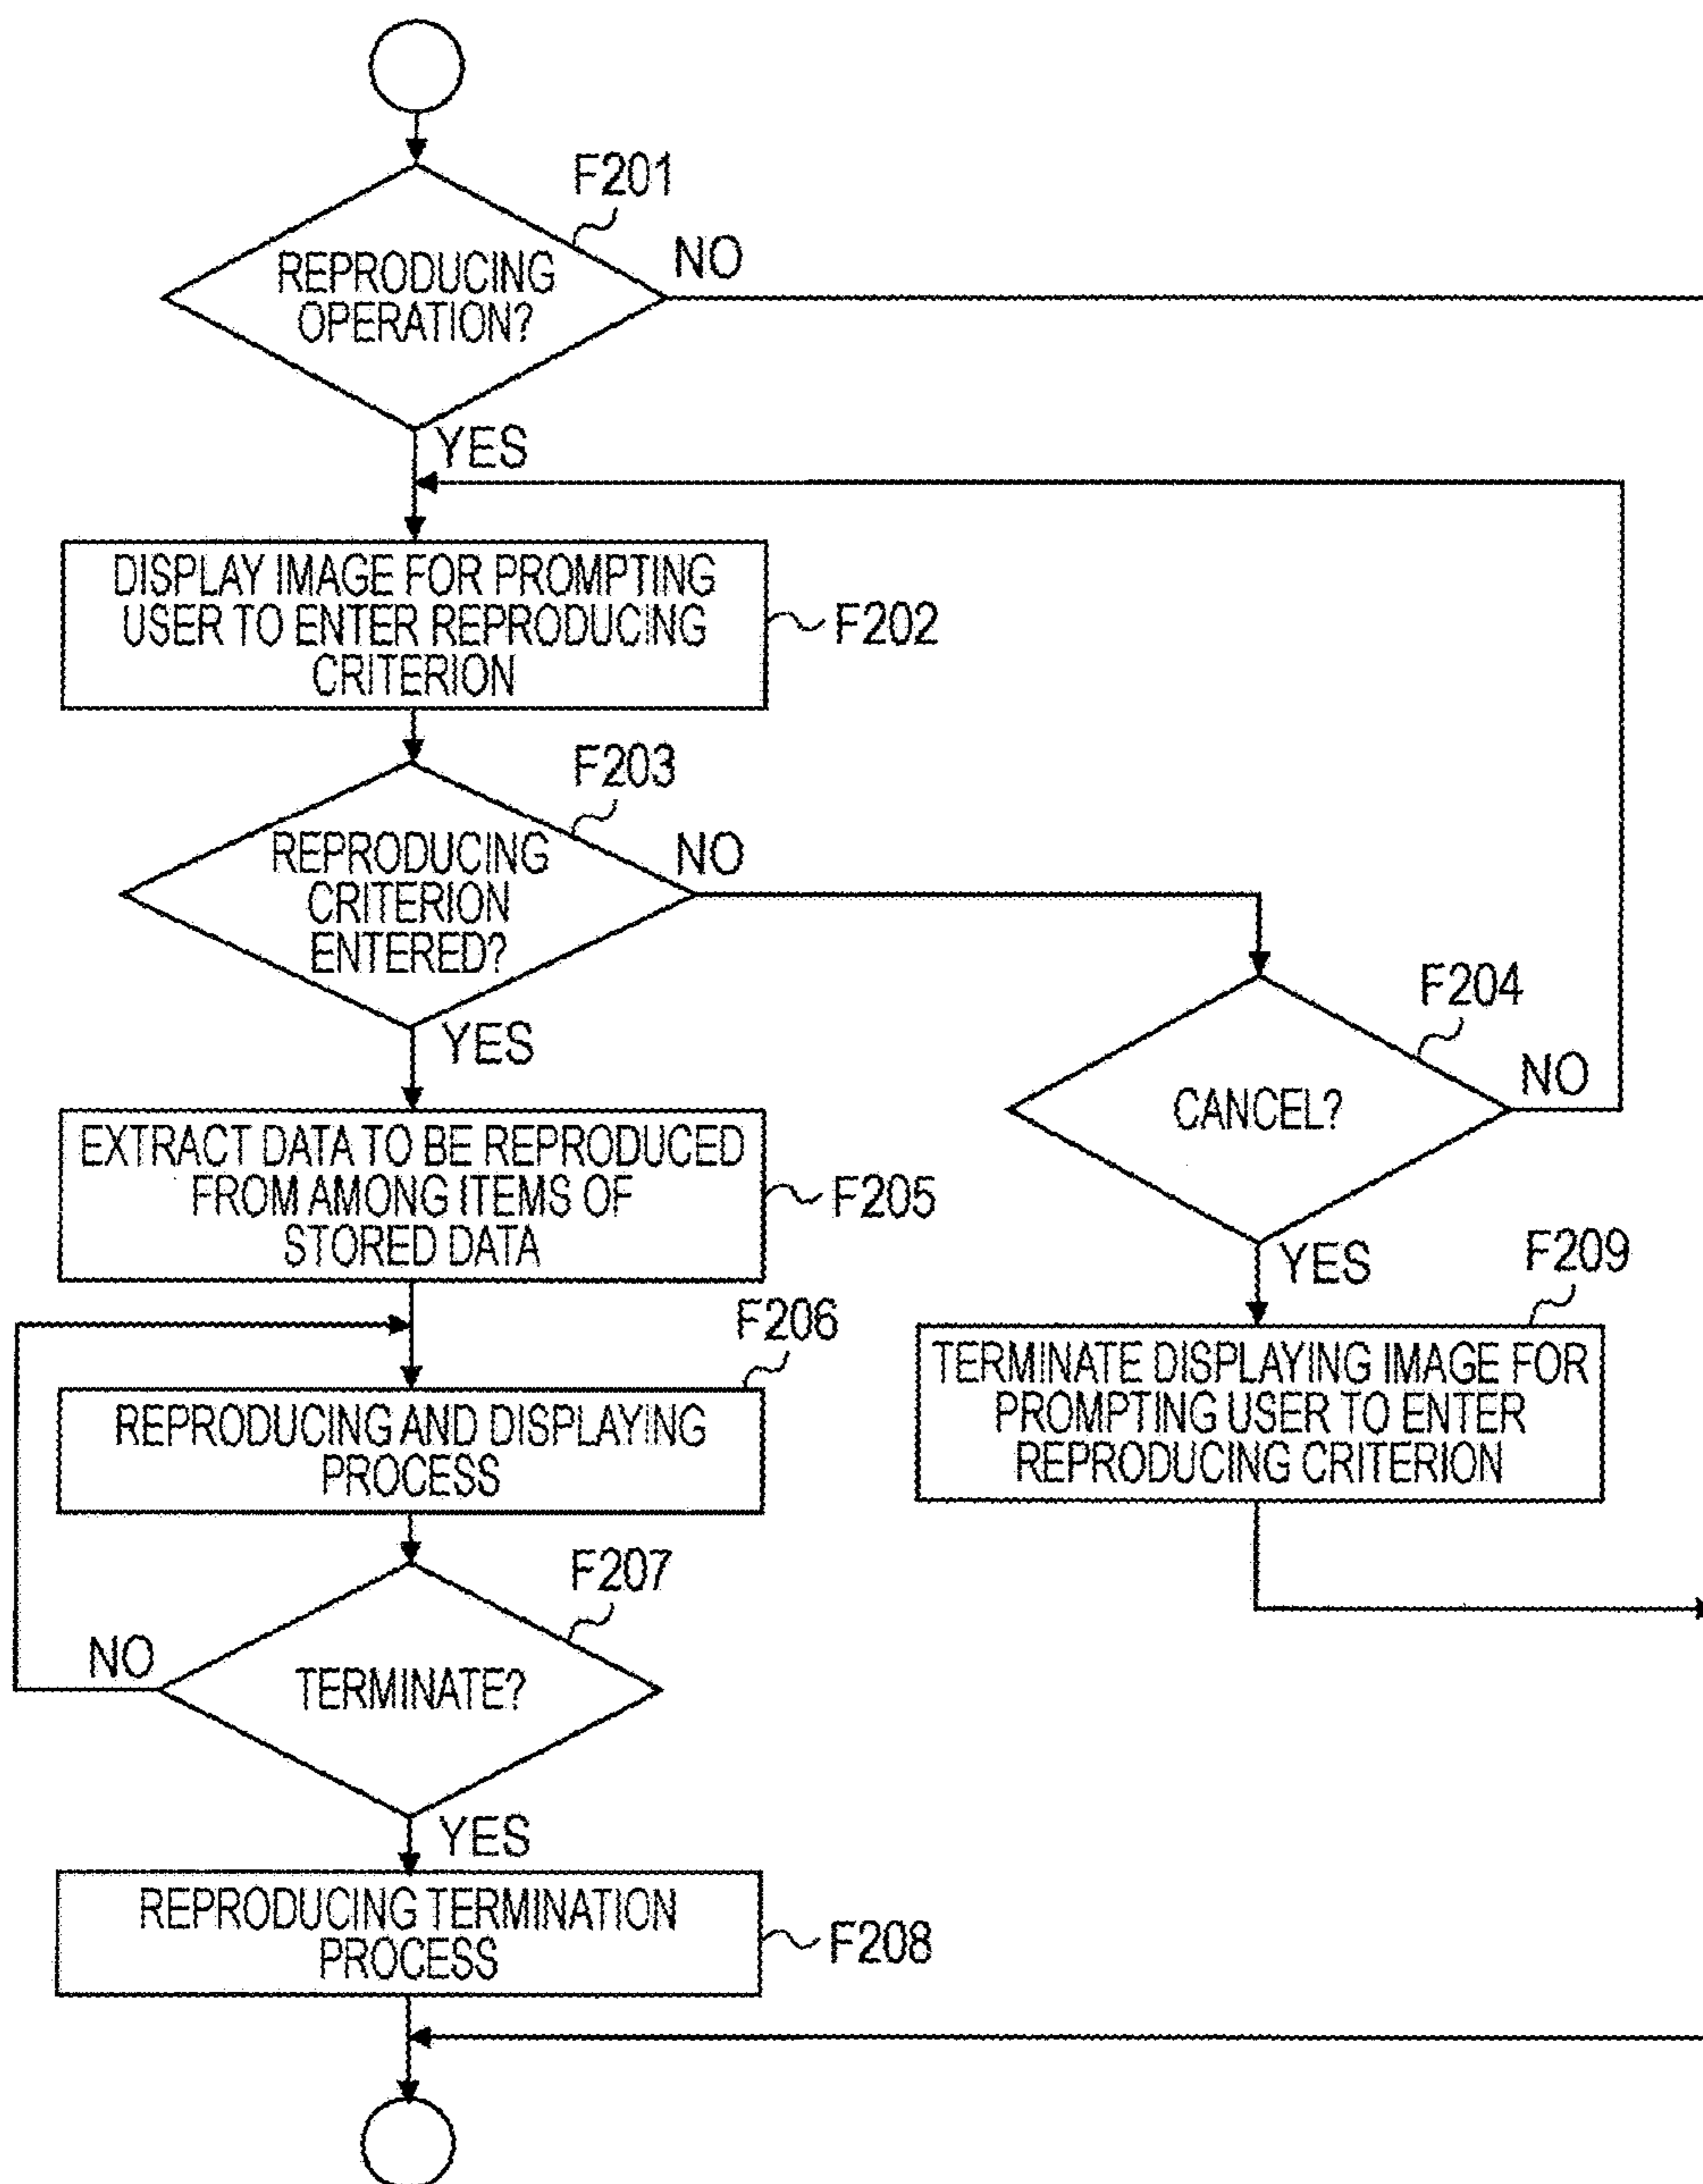 F201
REPRODUCING
OPERATION?
NO
YES
DISPLAY IMAGE FOR PROMPTING
USER TO ENTER REPRODUCING
CRITERION
F202
F203
REPRODUCING
CRITERION
ENTERED?
NO
YES
F204
CANCEL?
NO
YES
EXTRACT DATA TO BE REPRODUCED
FROM AMONG ITEMS OF
STORED DATA
F205
F209
TERMINATE DISPLAYING IMAGE FOR
PROMPTING USER TO ENTER
REPRODUCING CRITERION
F206
REPRODUCING AND DISPLAYING
PROCESS
F207
TERMINATE?
NO
YES
REPRODUCING TERMINATION
PROCESS
F208